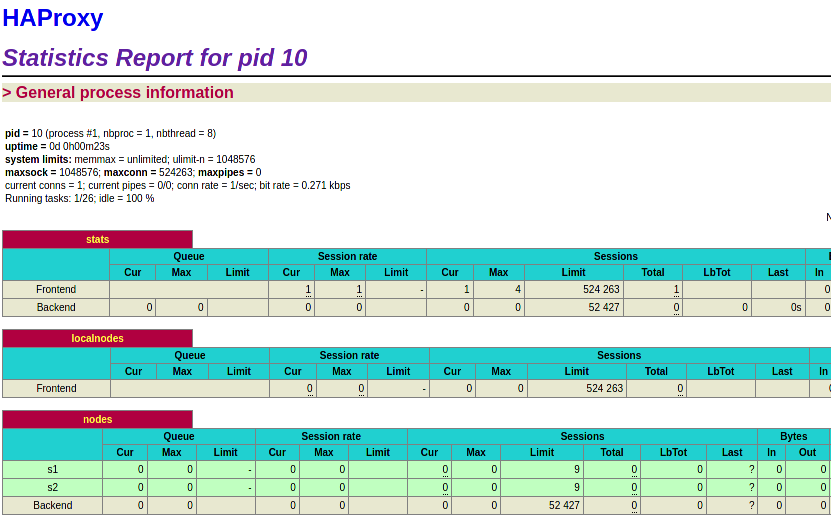 HAProxy
Statistics Report for pid 10
> General process information
pid = 10 (process #1, nbproc = 1, nbthread = 8)
uptime = 0d 0h00m23s
system limits: memmax = unlimited; ulimit-n = 1048576
maxsock = 1048576; maxconn = 524263; maxpipes = 0
current conns = 1; current pipes = 0/0; conn rate = 1/sec; bit rate = 0.271 kbps
Running tasks: 1/26; idle = 100 %
stats
Queue Session rate Sessions
Cur Max Limit Cur Max Limit Cur Max Limit Total LbTot Last In
Frontend 1 1 - 1 4 524 263 1 0
Backend 0 0 0 0 0 0 52 427 0 0 0s 0
localnodes
Queue Session rate Sessions
Cur Max Limit Cur Max Limit Cur Max Limit Total LbTot Last In
Frontend 0 0 - 0 0 524 263 0
nodes
Queue Session rate Sessions Bytes
Cur Max Limit Cur Max Limit Cur Max Limit Total LbTot Last In Out
s1 0 0 - 0 0 0 0 9 0 0 ? 0 0
s2 0 0 - 0 0 0 0 9 0 0 ? 0 0
Backend 0 0 0 0 0 0 52 427 0 0 ? 0 0